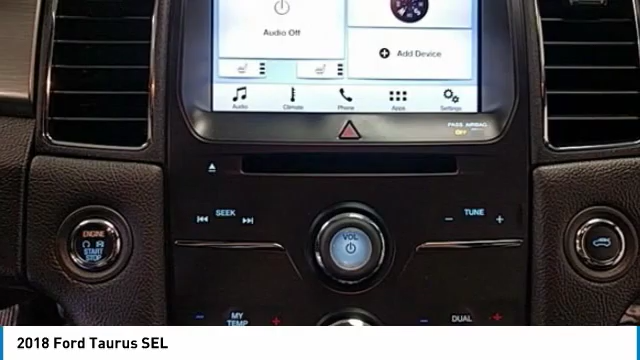 Audio Off
Add Device
Audio
Climate
Phone
Apps
Settings
PASS AIRBAG
OFF
SEEK
TUNE
VOL
ENGINE
START
STOP
MY
TEMP
DUAL
2018 Ford Taurus SEL